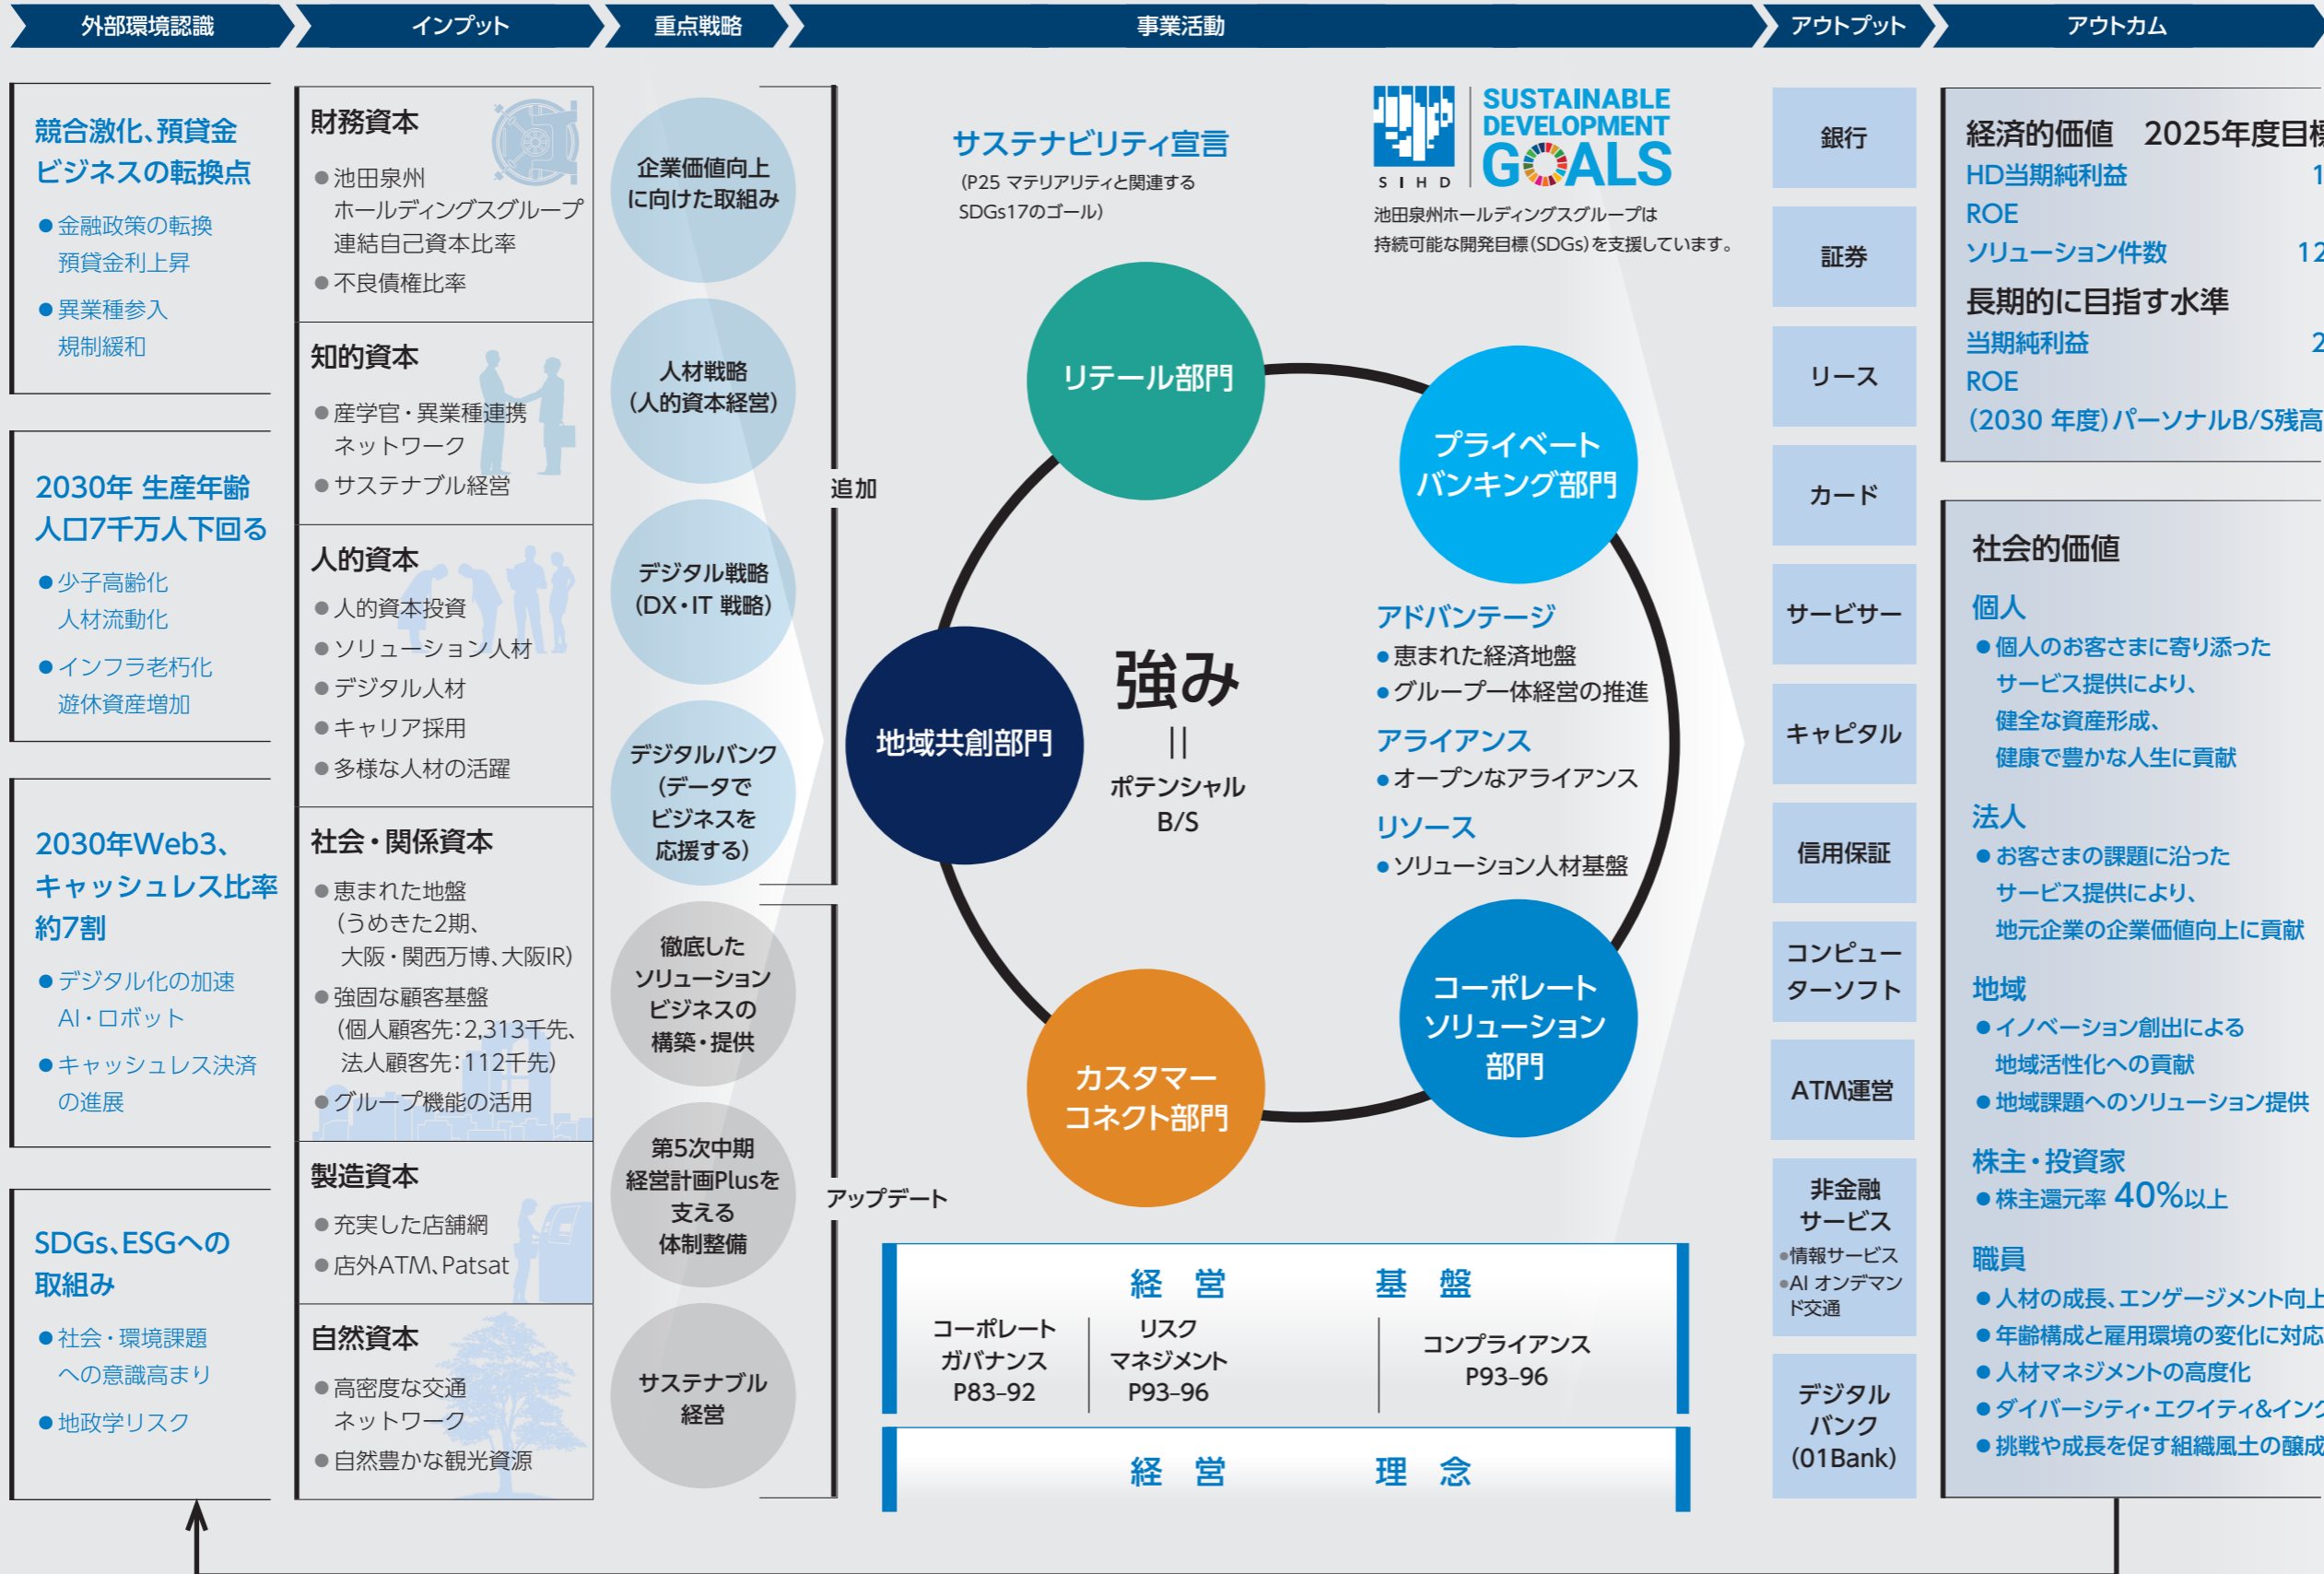 外部環境認識
インプット
重点戦略
事業活動
アウトプット
アウトカム
競合激化、預貸金
ビジネスの転換点
●金融政策の転換
預貸金利上昇
●異業種参入
規制緩和
2030年 生産年齢
人口7千万人下回る
●少子高齢化
人材流動化
●インフラ老朽化
遊休資産増加
2030年Web3、
キャッシュレス比率
約7割
●デジタル化の加速
AI・ロボット
●キャッシュレス決済
の進展
SDGs、ESGへの
取組み
●社会・環境課題
への意識高まり
●地政学リスク
財務資本
●池田泉州
ホールディングスグループ
連結自己資本比率
●不良債権比率
知的資本
●産学官・異業種連携
ネットワーク
●サステナブル経営
人的資本
●人的資本投資
●ソリューション人材
●デジタル人材
●キャリア採用
●多様な人材の活躍
社会・関係資本
●恵まれた地盤
(うめきた2期、
大阪・関西万博、大阪IR)
●強固な顧客基盤
(個人顧客先:2,313千先、
法人顧客先:112千先)
●グループ機能の活用
製造資本
●充実した店舗網
●店外ATM、Patsat
自然資本
●高密度な交通
ネットワーク
●自然豊かな観光資源
企業価値向上
に向けた取組み
人材戦略
(人的資本経営)
デジタル戦略
(DX・IT 戦略)
デジタルバンク
(データで
ビジネスを
応援する)
徹底した
ソリューション
ビジネスの
構築・提供
第5次中期
経営計画Plusを
支える
体制整備
サステナブル
経営
追加
アップデート
サステナビリティ宣言
(P25 マテリアリティと関連する
SDGs17のゴール)
SIHD
SUSTAINABLE
DEVELOPMENT
GOALS
池田泉州ホールディングスグループは
持続可能な開発目標(SDGs)を支援しています。
リテール部門
プライベート
バンキング部門
地域共創部門
強み
||
ポテンシャル
B/S
アドバンテージ
●恵まれた経済地盤
●グループ一体経営の推進
アライアンス
●オープンなアライアンス
リソース
●ソリューション人材基盤
コーポレート
ソリューション
部門
カスタマー
コネクト部門
経営基盤
コーポレート
ガバナンス
P83–92
リスク
マネジメント
P93–96
コンプライアンス
P93–96
経営理念
銀行
証券
リース
カード
サービサー
キャピタル
信用保証
コンピュー
ターソフト
ATM運営
非金融
サービス
●情報サービス
●AI オンデマン
ド交通
デジタル
バンク
(01Bank)
経済的価値 2025年度目標
HD当期純利益 1
ROE
ソリューション件数 12
長期的に目指す水準
当期純利益 2
ROE
(2030 年度)パーソナルB/S残高
社会的価値
個人
●個人のお客さまに寄り添った
サービス提供により、
健全な資産形成、
健康で豊かな人生に貢献
法人
●お客さまの課題に沿った
サービス提供により、
地元企業の企業価値向上に貢献
地域
●イノベーション創出による
地域活性化への貢献
●地域課題へのソリューション提供
株主・投資家
●株主還元率 40%以上
職員
●人材の成長、エンゲージメント向上
●年齢構成と雇用環境の変化に対応
●人材マネジメントの高度化
●ダイバーシティ・エクイティ&イン
●挑戦や成長を促す組織風土の醸成